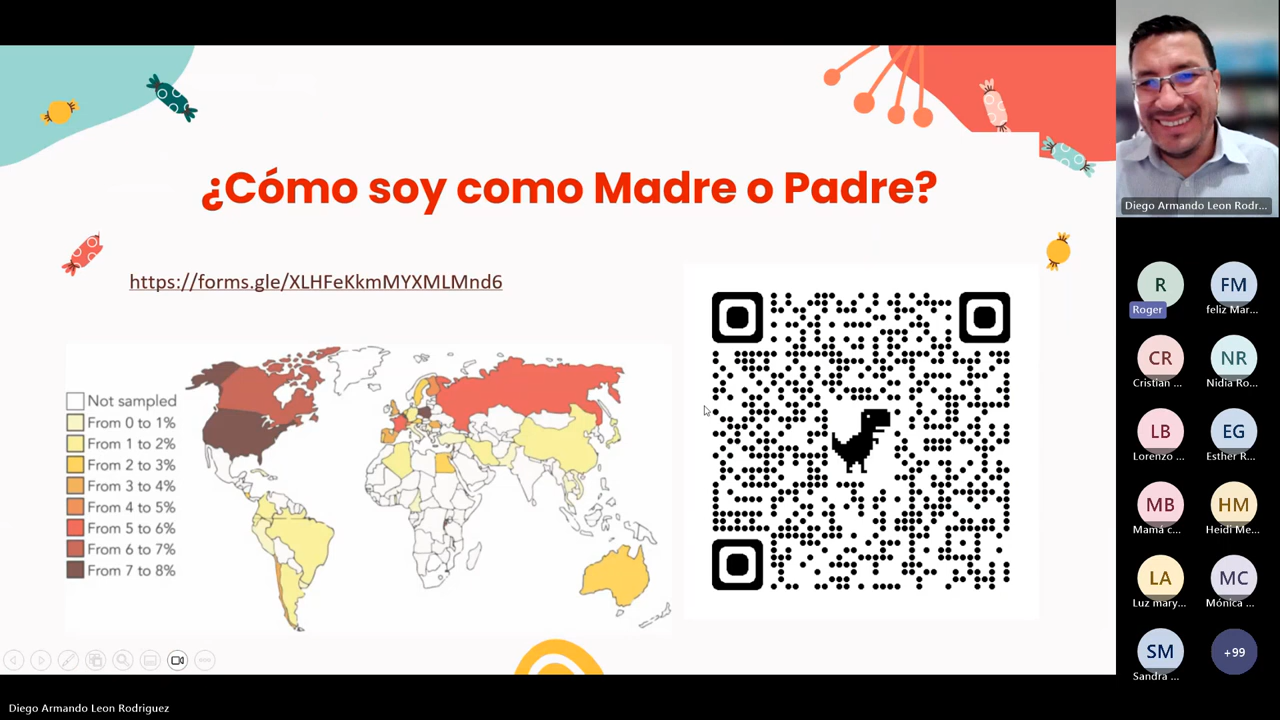 ¿Cómo soy como Madre o Padre?
https://forms.gle/XLHFeKkmMYXMLMnd6
Not sampled
From 0 to 1%
From 1 to 2%
From 2 to 3%
From 3 to 4%
From 4 to 5%
From 5 to 6%
From 6 to 7%
From 7 to 8%
Diego Armando Leon Rodr...
R
Roger
FM
feliz Mar...
CR
Cristian ...
NR
Nidia Ro...
LB
Lorenzo ...
EG
Esther R...
MB
Mamá c...
HM
Heidi Me...
LA
Luz mary...
MC
Mónica ...
SM
Sandra ...
+99
Diego Armando Leon Rodriguez